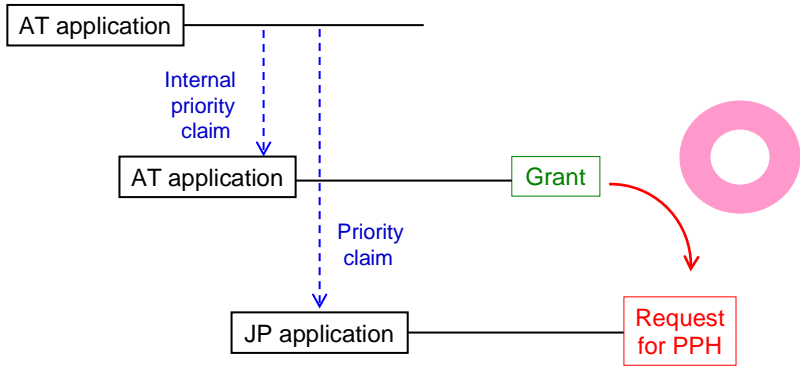 AT application
Internal
priority
claim
AT application
Grant
Priority
claim
JP application
Request
for PPH